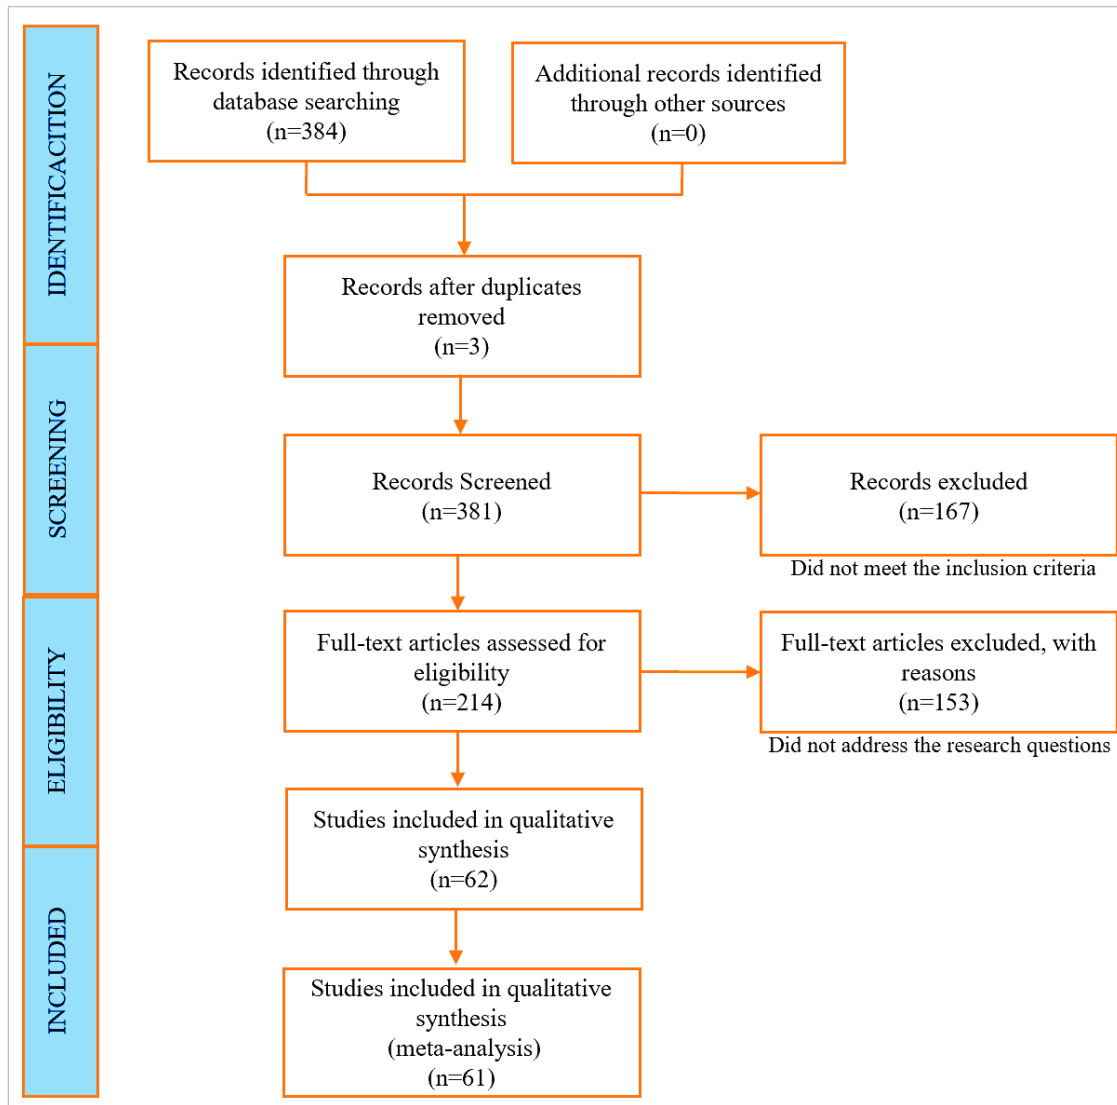 IDENTIFICACITION
Records identified through
database searching
(n=384)
Additional records identified
through other sources
(n=0)
Records after duplicates
removed
(n=3)
SCREENING
Records Screened
(n=381)
Records excluded
(n=167)
Did not meet the inclusion criteria
ELIGIBILITY
Full-text articles assessed for
eligibility
(n=214)
Full-text articles excluded, with
reasons
(n=153)
Did not address the research questions
Studies included in qualitative
synthesis
(n=62)
INCLUDED
Studies included in qualitative
synthesis
(meta-analysis)
(n=61)